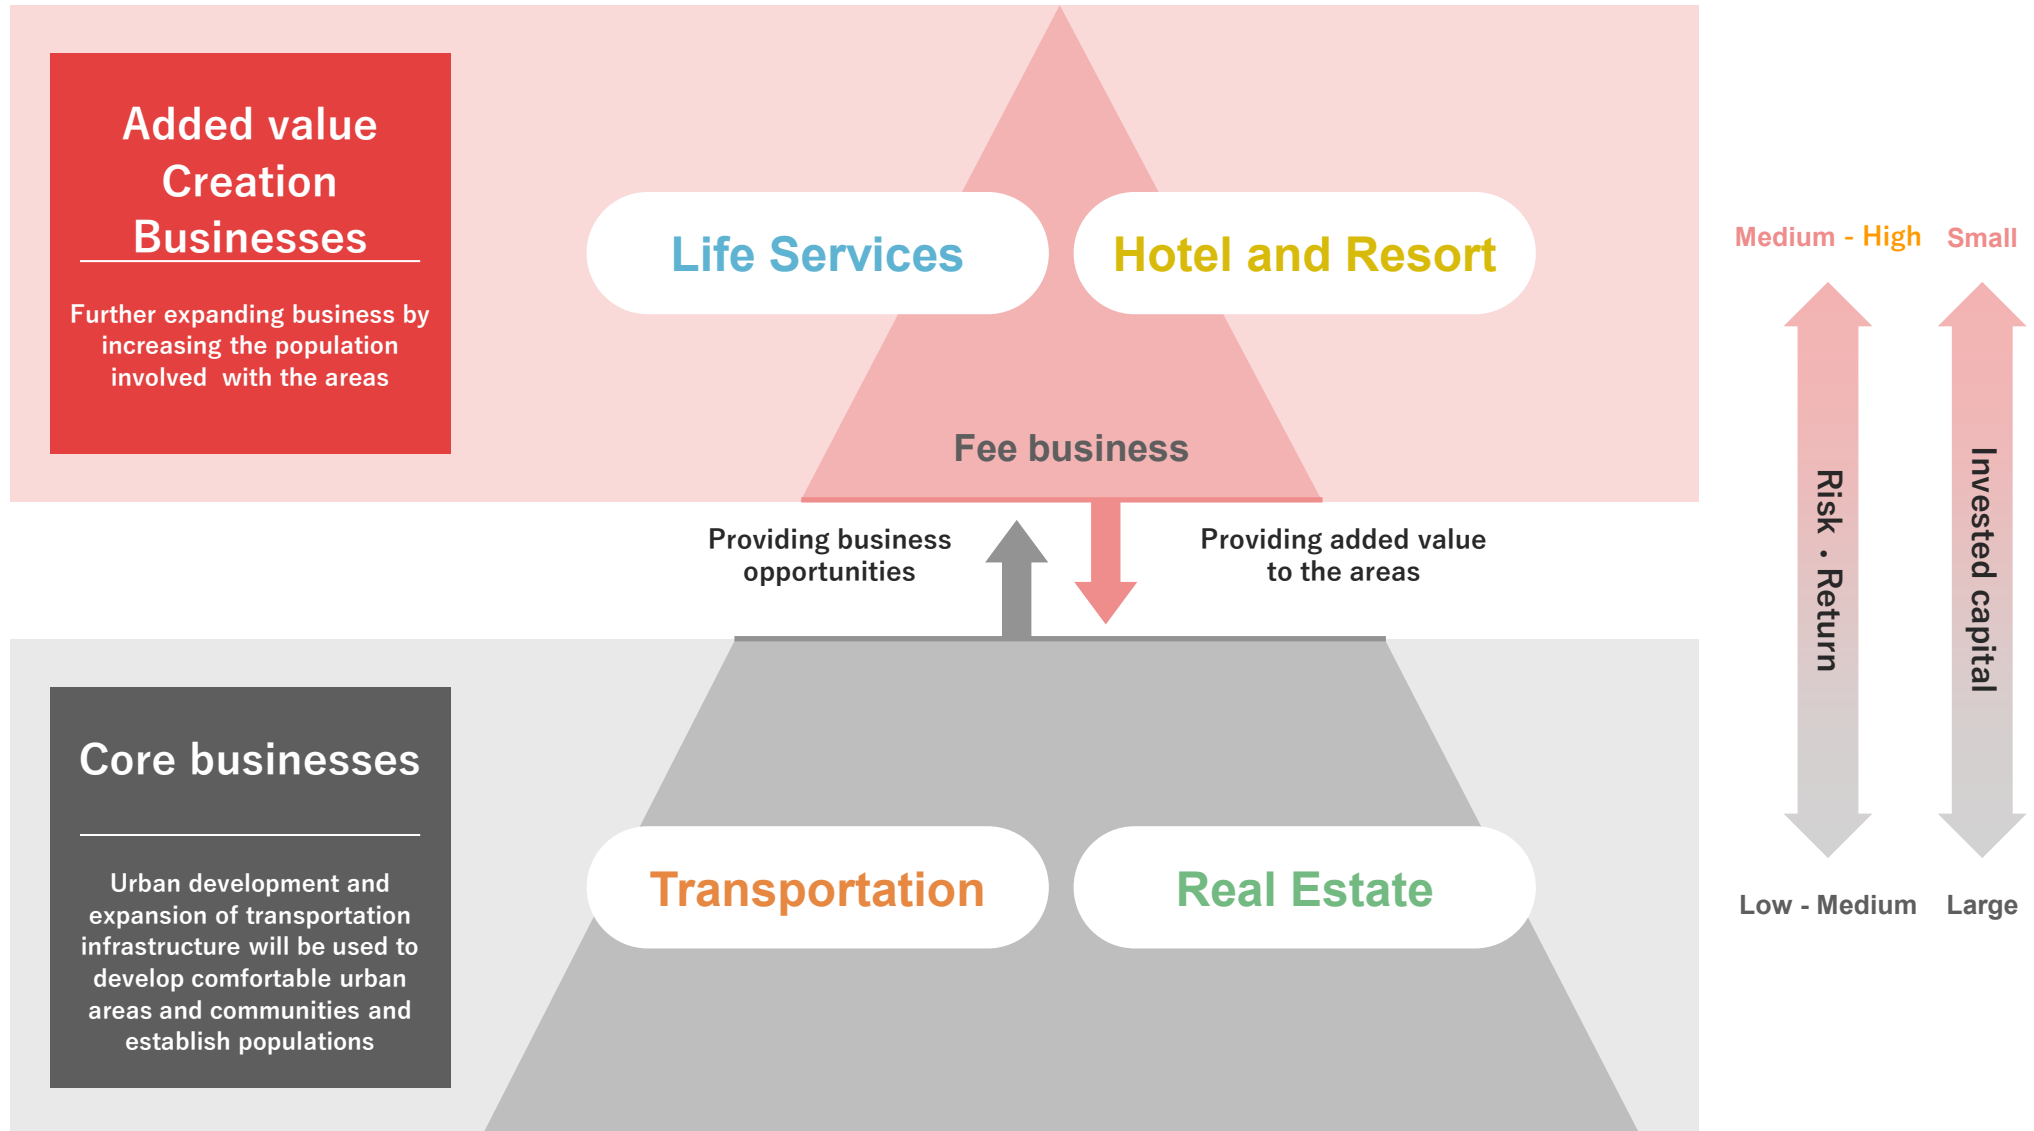 Added value
Creation
Businesses
Further expanding business by
increasing the population
involved with the areas
Life Services
Hotel and Resort
Fee business
Medium - High
Small
Risk・Return
Invested capital
Providing business
opportunities
Providing added value
to the areas
Core businesses
Urban development and
expansion of transportation
infrastructure will be used to
develop comfortable urban
areas and communities and
establish populations
Transportation
Real Estate
Low - Medium
Large